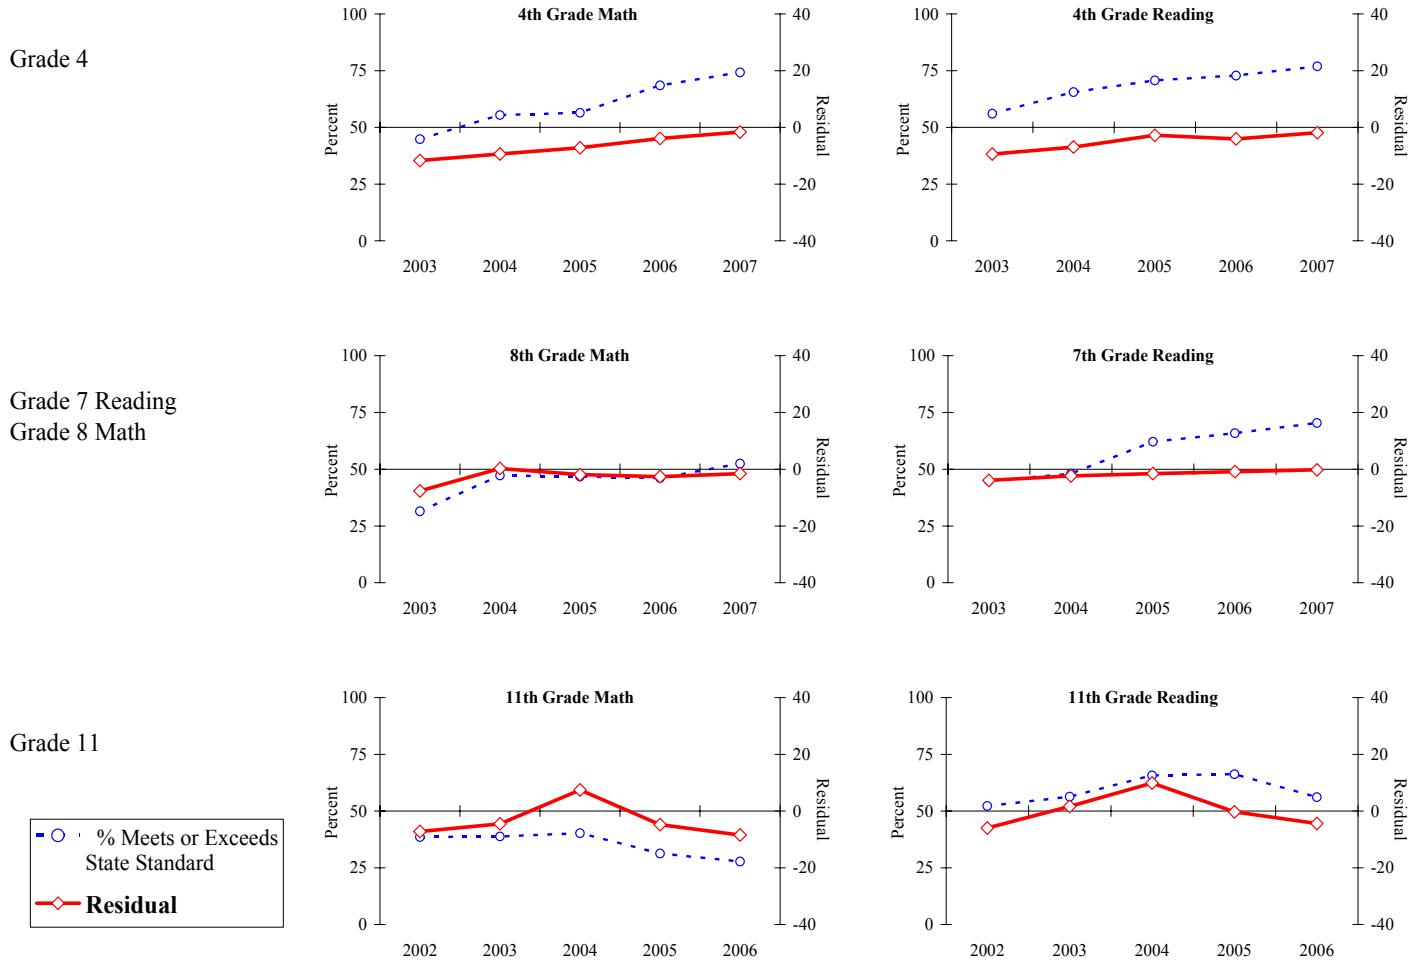 Grade 4
4th Grade Math
100
75
50
25
0
Percent
40
20
0
-20
-40
Residual
2003 2004 2005 2006 2007
4th Grade Reading
100
75
50
25
0
Percent
40
20
0
-20
-40
Residual
2003 2004 2005 2006 2007
Grade 7 Reading
Grade 8 Math
8th Grade Math
100
75
50
25
0
Percent
40
20
0
-20
-40
Residual
2003 2004 2005 2006 2007
7th Grade Reading
100
75
50
25
0
Percent
40
20
0
-20
-40
Residual
2003 2004 2005 2006 2007
Grade 11
11th Grade Math
100
75
50
25
0
Percent
40
20
0
-20
-40
Residual
2002 2003 2004 2005 2006
11th Grade Reading
100
75
50
25
0
Percent
40
20
0
-20
-40
Residual
2002 2003 2004 2005 2006
% Meets or Exceeds
State Standard
Residual